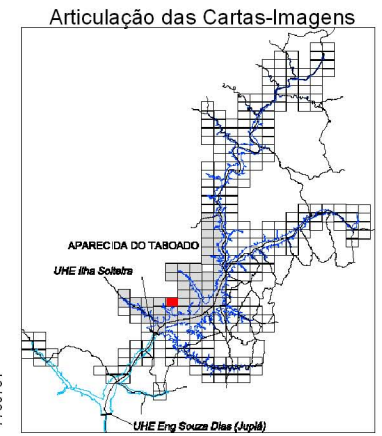 Articulação das Cartas-Imagens
APARECIDA DO TABOADO
UHE Ilha Solteira
UHE Eng Souza Dias (Jupiá)